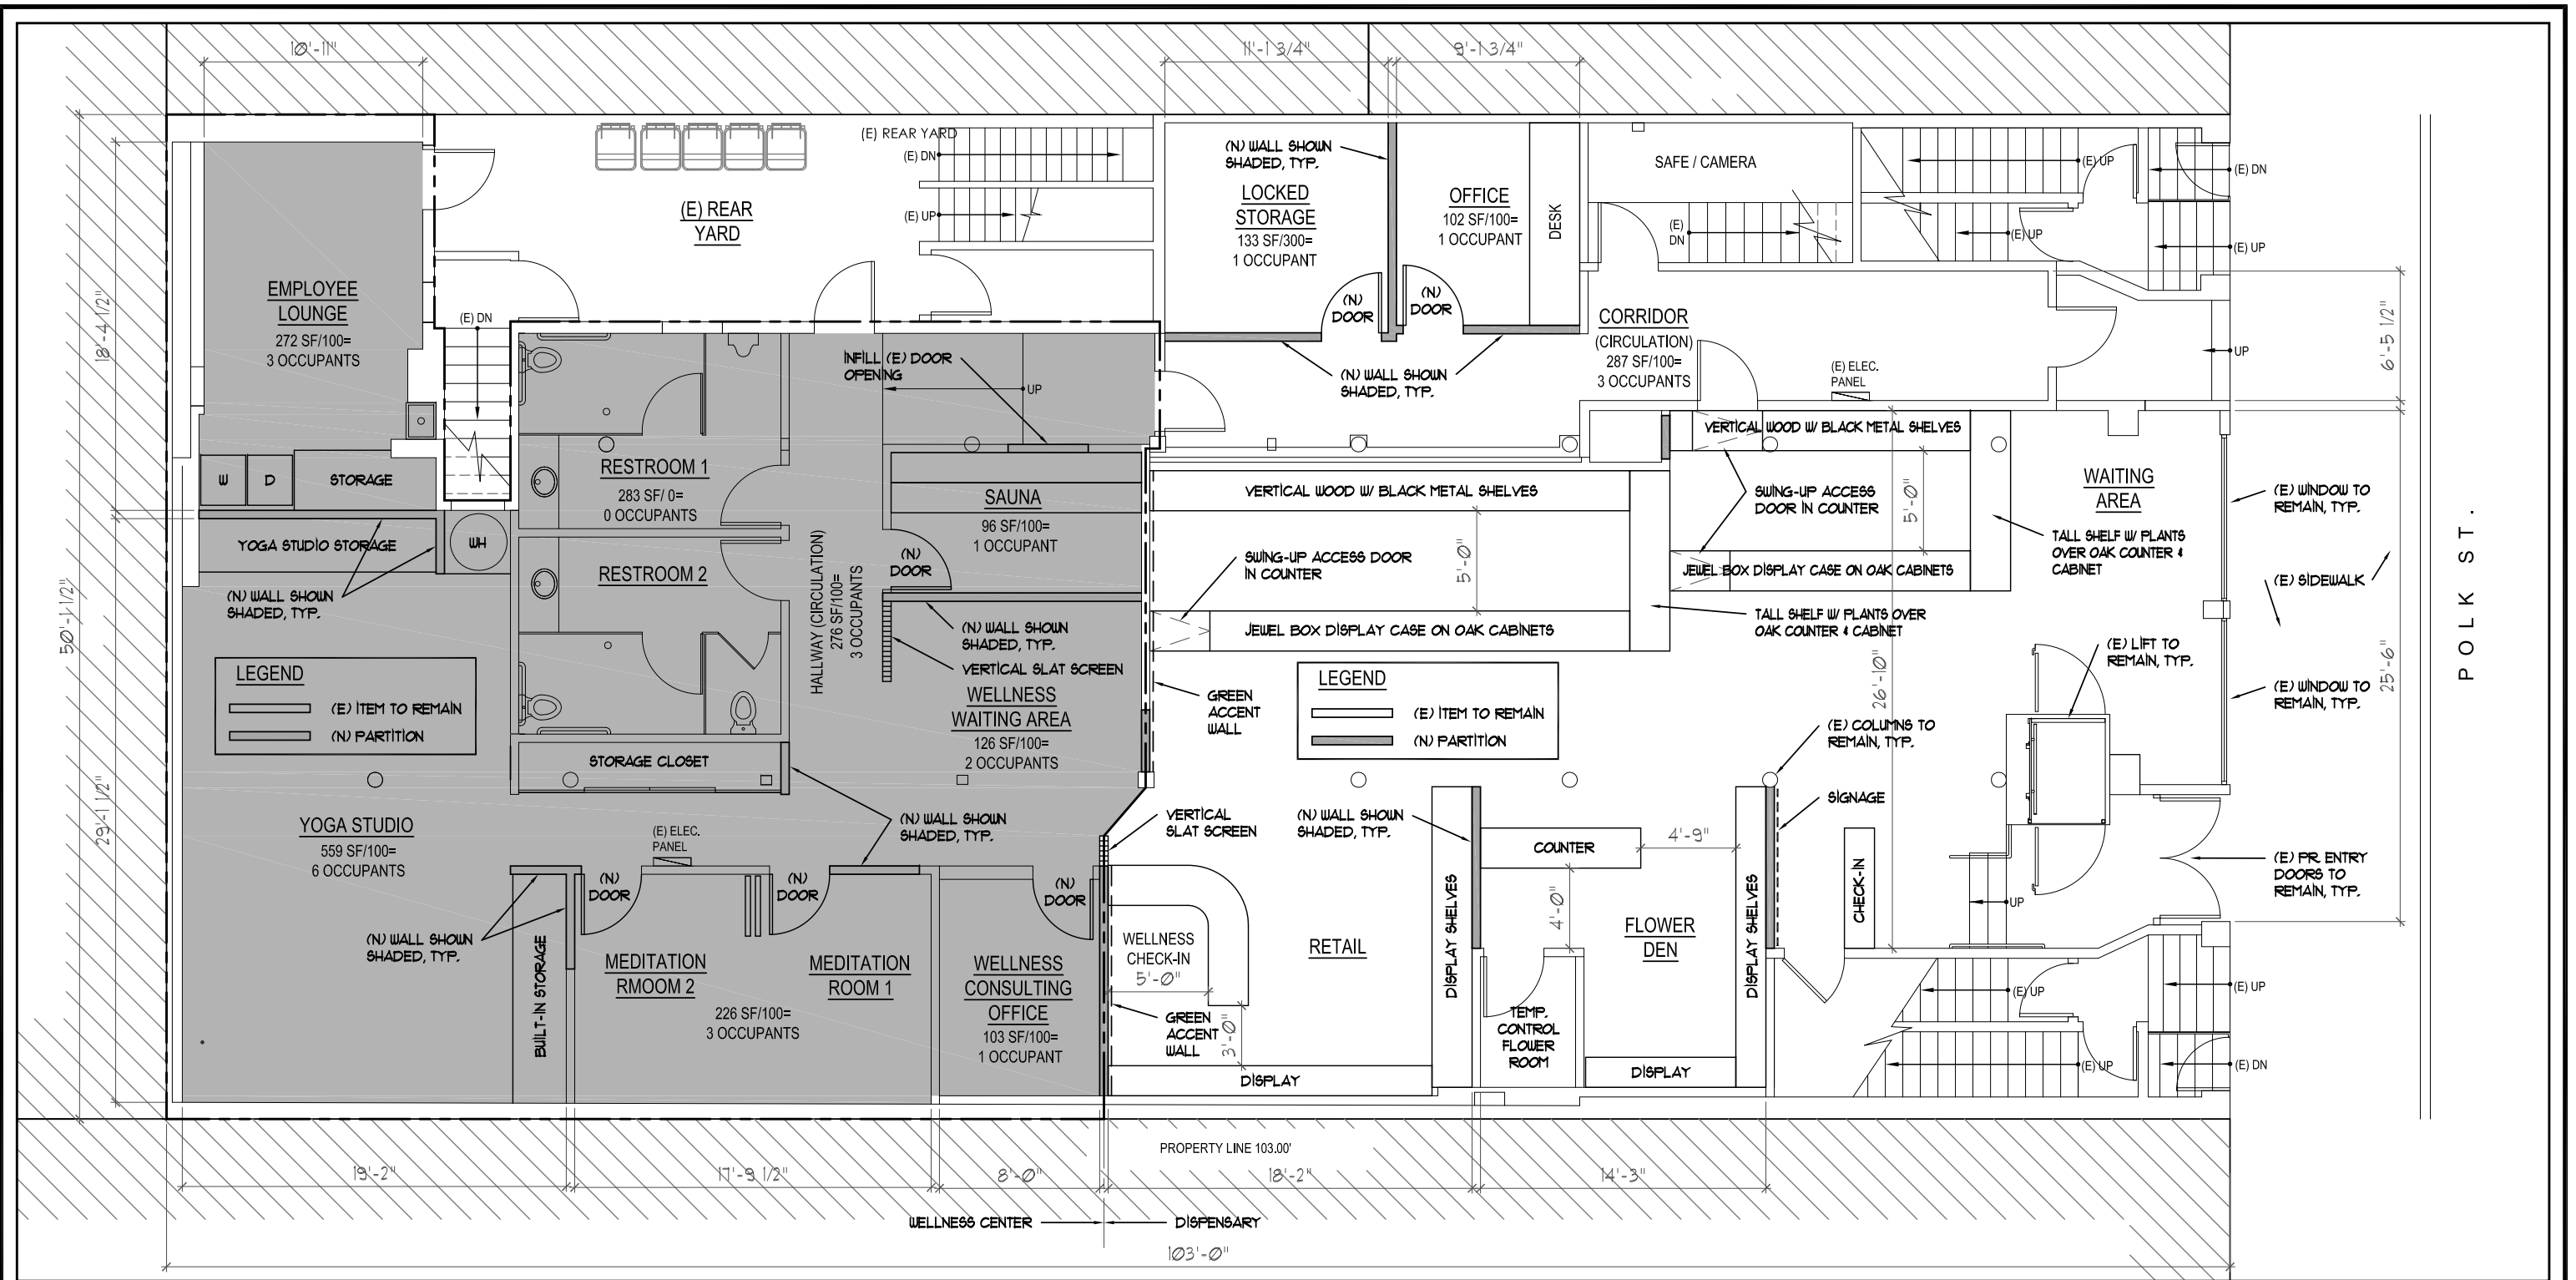 10'-11"
11'-1 3/4"
9'-1 3/4"
(E) REAR YARD
(E) DN
(E) UP
(E) REAR
YARD
(N) WALL SHOWN
SHADED, TYP.
LOCKED
STORAGE
133 SF/300=
1 OCCUPANT
OFFICE
102 SF/100=
1 OCCUPANT
DESK
SAFE / CAMERA
(E)
DN
(E) UP
(E) UP
(E) DN
(E) UP
UP
(N)
DOOR
(N)
DOOR
CORRIDOR
(CIRCULATION)
287 SF/100=
3 OCCUPANTS
(E) ELEC.
PANEL
(N) WALL SHOWN
SHADED, TYP.
6'-5 1/2"
18'-4 1/2"
50'-1 1/2"
29'-1 1/2"
EMPLOYEE
LOUNGE
272 SF/100=
3 OCCUPANTS
(E) DN
INFILL (E) DOOR
OPENING
UP
W
D
STORAGE
YOGA STUDIO STORAGE
WH
(N) WALL SHOWN
SHADED, TYP.
RESTROOM 1
283 SF/ 0=
0 OCCUPANTS
RESTROOM 2
HALLWAY (CIRCULATION)
276 SF/100=
3 OCCUPANTS
SAUNA
96 SF/100=
1 OCCUPANT
(N)
DOOR
(N) WALL SHOWN
SHADED, TYP.
VERTICAL SLAT SCREEN
WELLNESS
WAITING AREA
126 SF/100=
2 OCCUPANTS
LEGEND
(E) ITEM TO REMAIN
(N) PARTITION
STORAGE CLOSET
(N) WALL SHOWN
SHADED, TYP.
YOGA STUDIO
559 SF/100=
6 OCCUPANTS
(E) ELEC.
PANEL
(N)
DOOR
(N)
DOOR
(N)
DOOR
(N) WALL SHOWN
SHADED, TYP.
BUILT-IN STORAGE
MEDITATION
RMOOM 2
MEDITATION
ROOM 1
226 SF/100=
3 OCCUPANTS
WELLNESS
CONSULTING
OFFICE
103 SF/100=
1 OCCUPANT
VERTICAL WOOD W/ BLACK METAL SHELVES
VERTICAL WOOD W/ BLACK METAL SHELVES
SWING-UP ACCESS
DOOR IN COUNTER
5'-0"
SWING-UP ACCESS DOOR
IN COUNTER
5'-0"
JEWEL BOX DISPLAY CASE ON OAK CABINETS
JEWEL BOX DISPLAY CASE ON OAK CABINETS
TALL SHELF W/ PLANTS OVER
OAK COUNTER & CABINET
WAITING
AREA
TALL SHELF W/ PLANTS
OVER OAK COUNTER &
CABINET
(E) WINDOW TO
REMAIN, TYP.
(E) SIDEWALK
(E) LIFT TO
REMAIN, TYP.
(E) WINDOW TO
REMAIN, TYP.
25'-6"
POLK ST.
26'-10"
GREEN
ACCENT
WALL
LEGEND
(E) ITEM TO REMAIN
(N) PARTITION
(E) COLUMNS TO
REMAIN, TYP.
SIGNAGE
VERTICAL
SLAT SCREEN
(N) WALL SHOWN
SHADED, TYP.
COUNTER
4'-9"
4'-0"
CHECK-IN
UP
(E) PR. ENTRY
DOORS TO
REMAIN, TYP.
WELLNESS
CHECK-IN
5'-0"
GREEN
ACCENT
WALL
3'-0"
RETAIL
DISPLAY SHELVES
FLOWER
DEN
DISPLAY SHELVES
TEMP.
CONTROL
FLOWER
ROOM
DISPLAY
DISPLAY
(E) UP
(E) UP
(E) UP
(E) DN
PROPERTY LINE 103.00'
19'-2"
17'-9 1/2"
8'-0"
18'-2"
14'-3"
WELLNESS CENTER
DISPENSARY
103'-0"